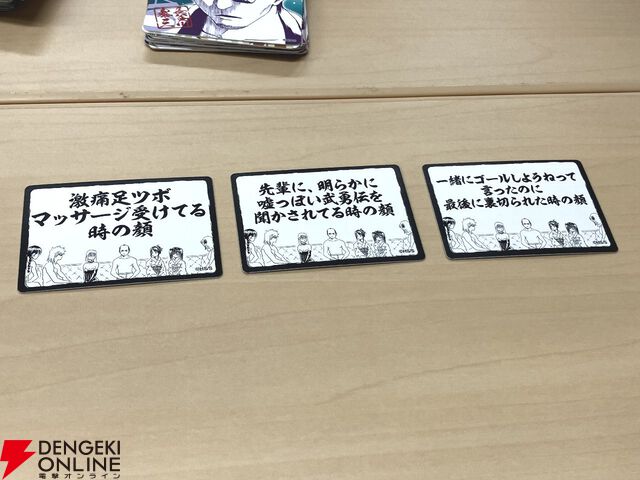 激痛足ツボ
マッサージ受けてる
時の顔
先輩に、明らかに
嘘っぽい武勇伝を
聞かされてる時の顔
一緒にゴールしようねって
言ったのに
最後に裏切られた時の顔
DENGEKI
ONLINE
電撃オンライン